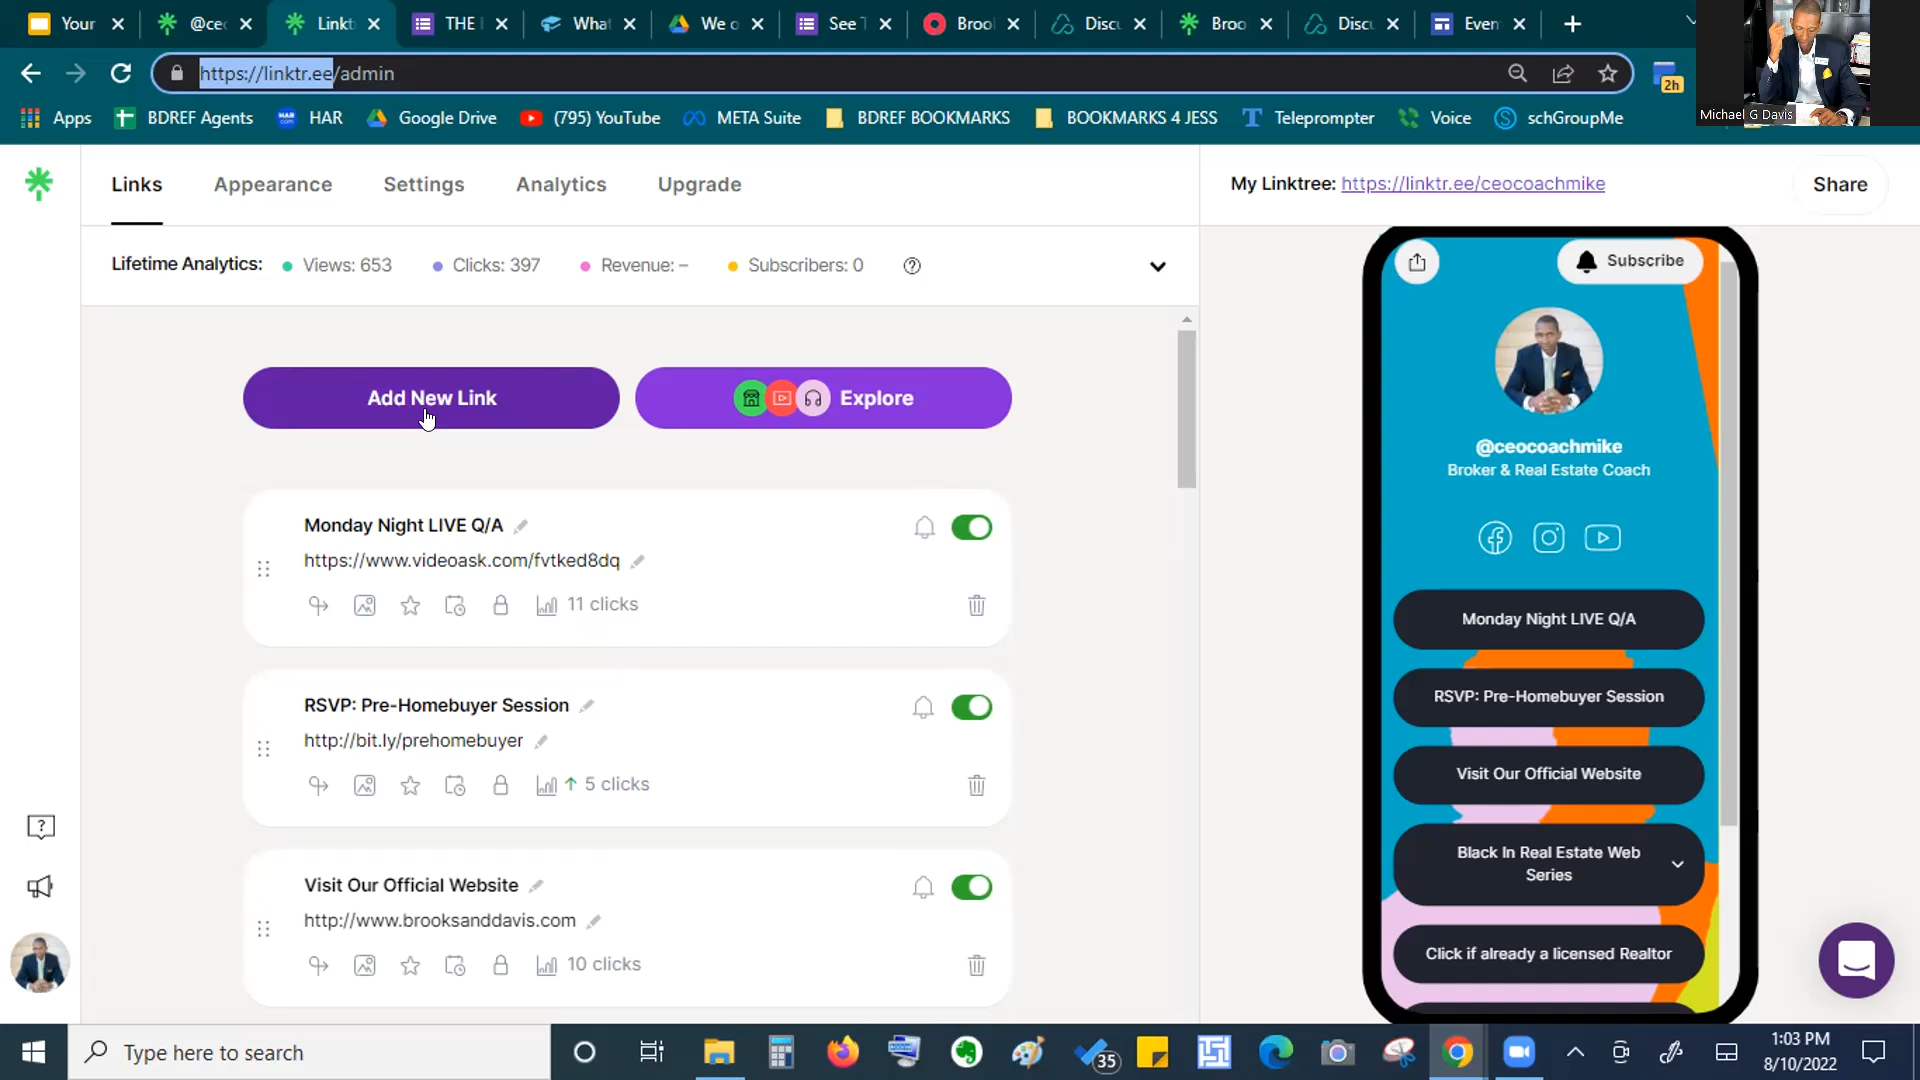 Your
@cec
Linkt
THE
What
We o
See T
Broo
Discu
Broo
Discu
Even
https://linktr.ee/admin
2h
Michael G Davis
Apps
BDREF Agents
HAR
Google Drive
(795) YouTube
META Suite
BDREF BOOKMARKS
BOOKMARKS 4 JESS
Teleprompter
Voice
schGroupMe
Links
Appearance
Settings
Analytics
Upgrade
My Linktree: https://linktr.ee/ceocoachmike
Share
Lifetime Analytics:
Views: 653
Clicks: 397
Revenue: –
Subscribers: 0
Add New Link
Explore
Monday Night LIVE Q/A
https://www.videoask.com/fvtked8dq
11 clicks
RSVP: Pre-Homebuyer Session
http://bit.ly/prehomebuyer
5 clicks
Visit Our Official Website
http://www.brooksanddavis.com
10 clicks
Subscribe
@ceocoachmike
Broker & Real Estate Coach
Monday Night LIVE Q/A
RSVP: Pre-Homebuyer Session
Visit Our Official Website
Black In Real Estate Web
Series
Click if already a licensed Realtor
Type here to search
35
1:03 PM
8/10/2022